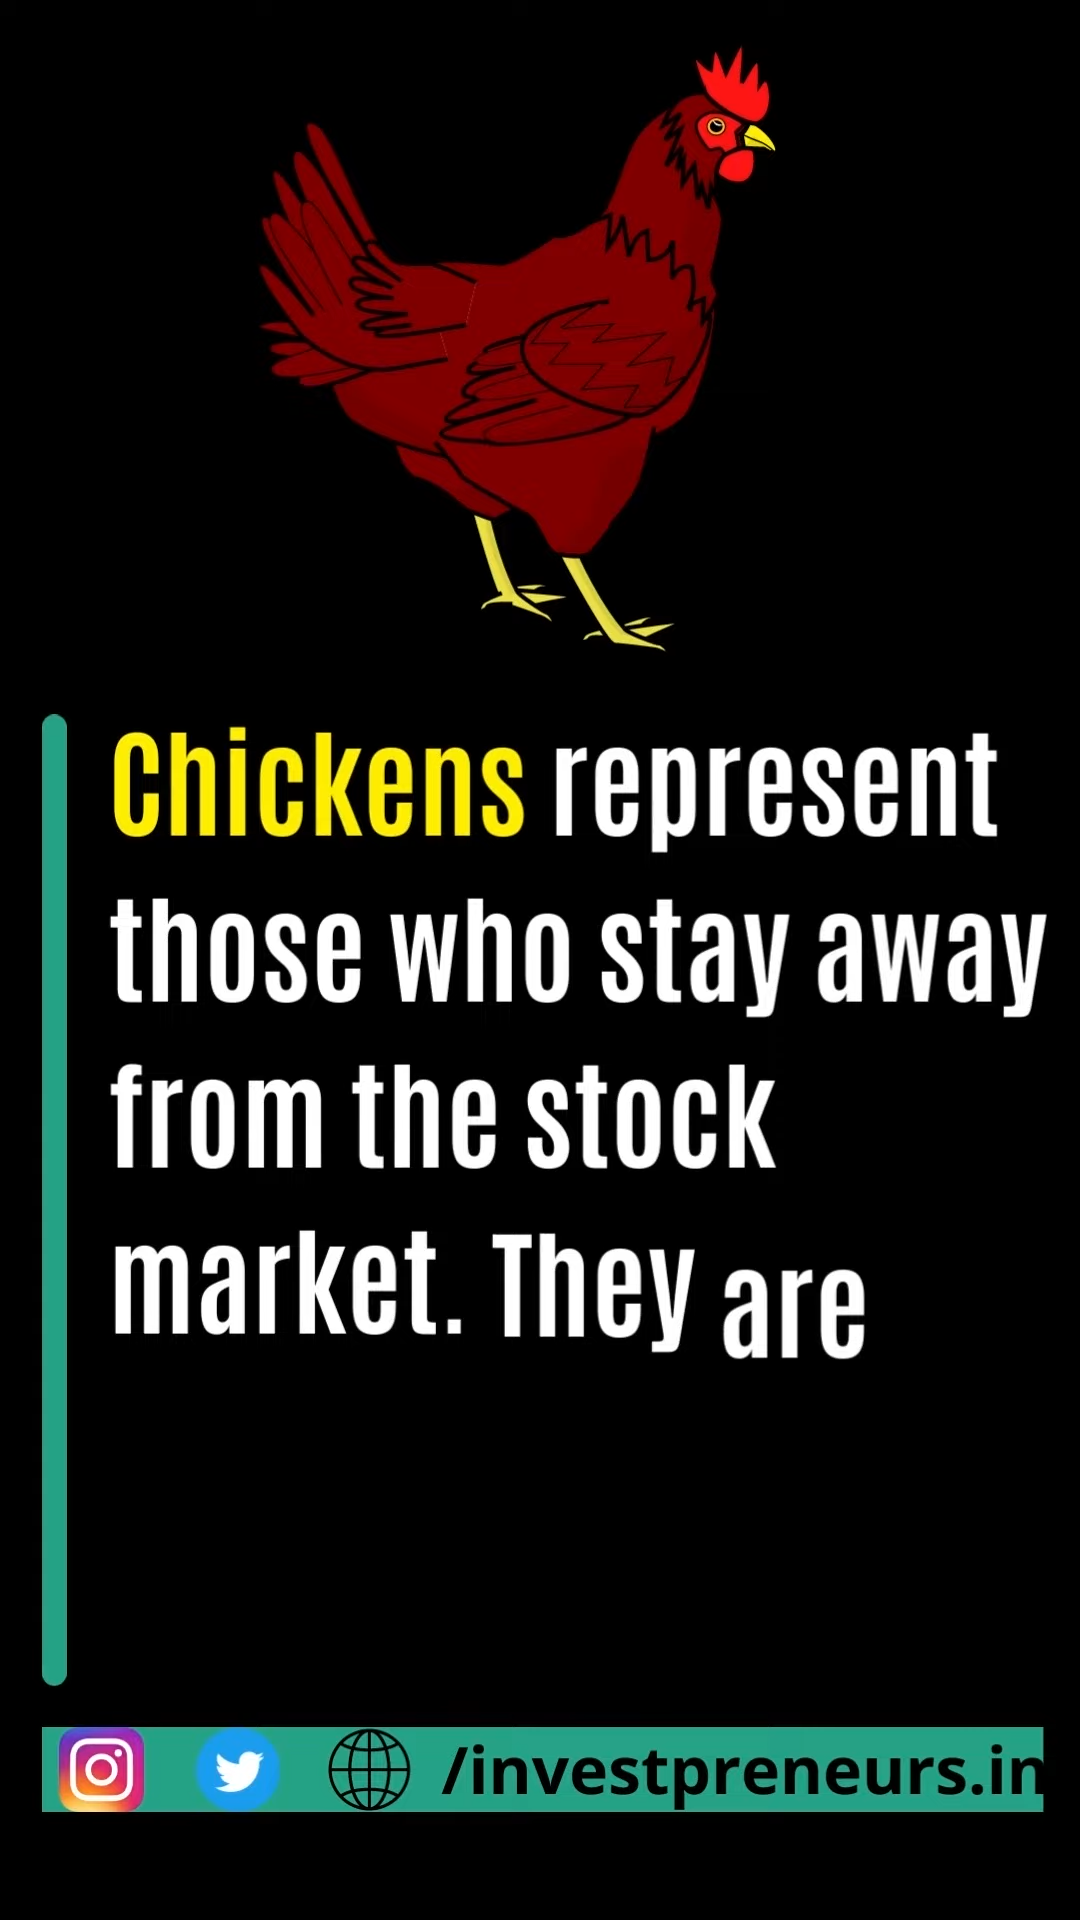 Chickens represent
those who stay away
from the stock
market. They are
/investpreneurs.in